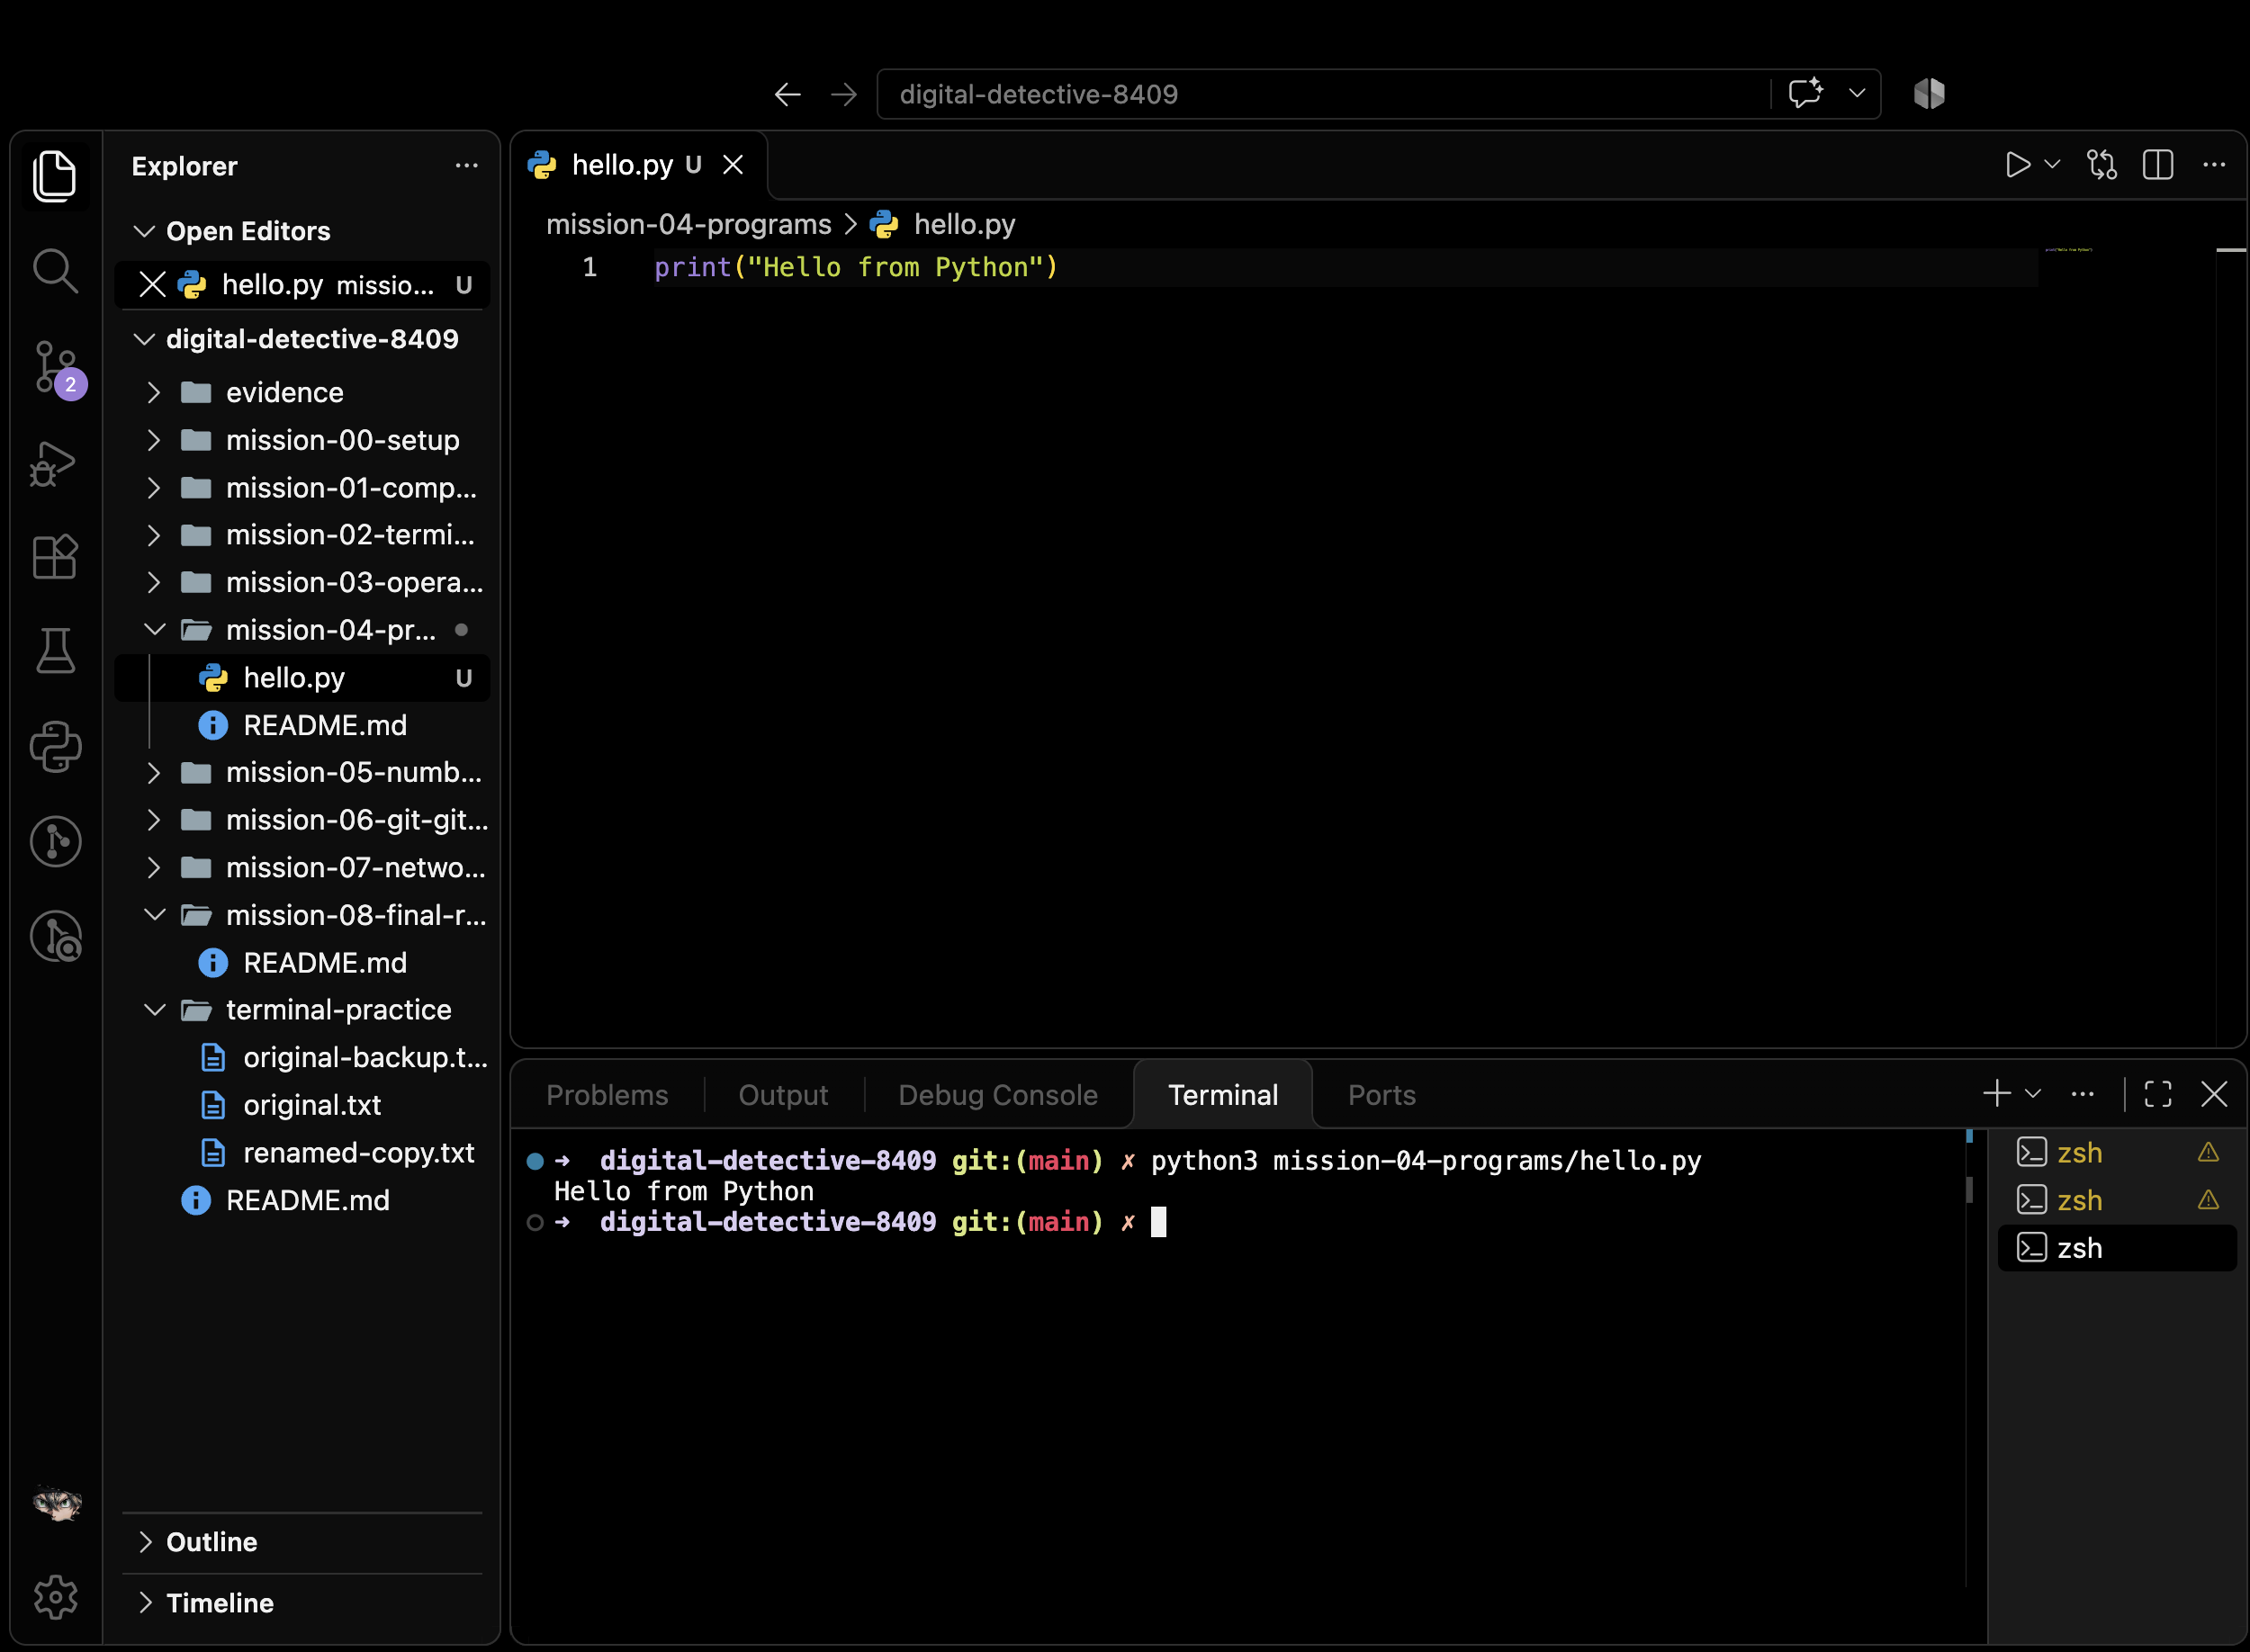 digital-detective-8409
Explorer
Open Editors
hello.py missio... U
digital-detective-8409
evidence
mission-00-setup
mission-01-comp...
mission-02-termi...
mission-03-opera...
mission-04-pr...
hello.py U
README.md
mission-05-numb...
mission-06-git-git...
mission-07-netwo...
mission-08-final-r...
README.md
terminal-practice
original-backup.t...
original.txt
renamed-copy.txt
README.md
Outline
Timeline
2
hello.py U
mission-04-programs > hello.py
1 print("Hello from Python")
print("Hello from Python")
Problems Output Debug Console Terminal Ports
➜ digital-detective-8409 git:(main) ✗ python3 mission-04-programs/hello.py
Hello from Python
➜ digital-detective-8409 git:(main) ✗
zsh
zsh
zsh